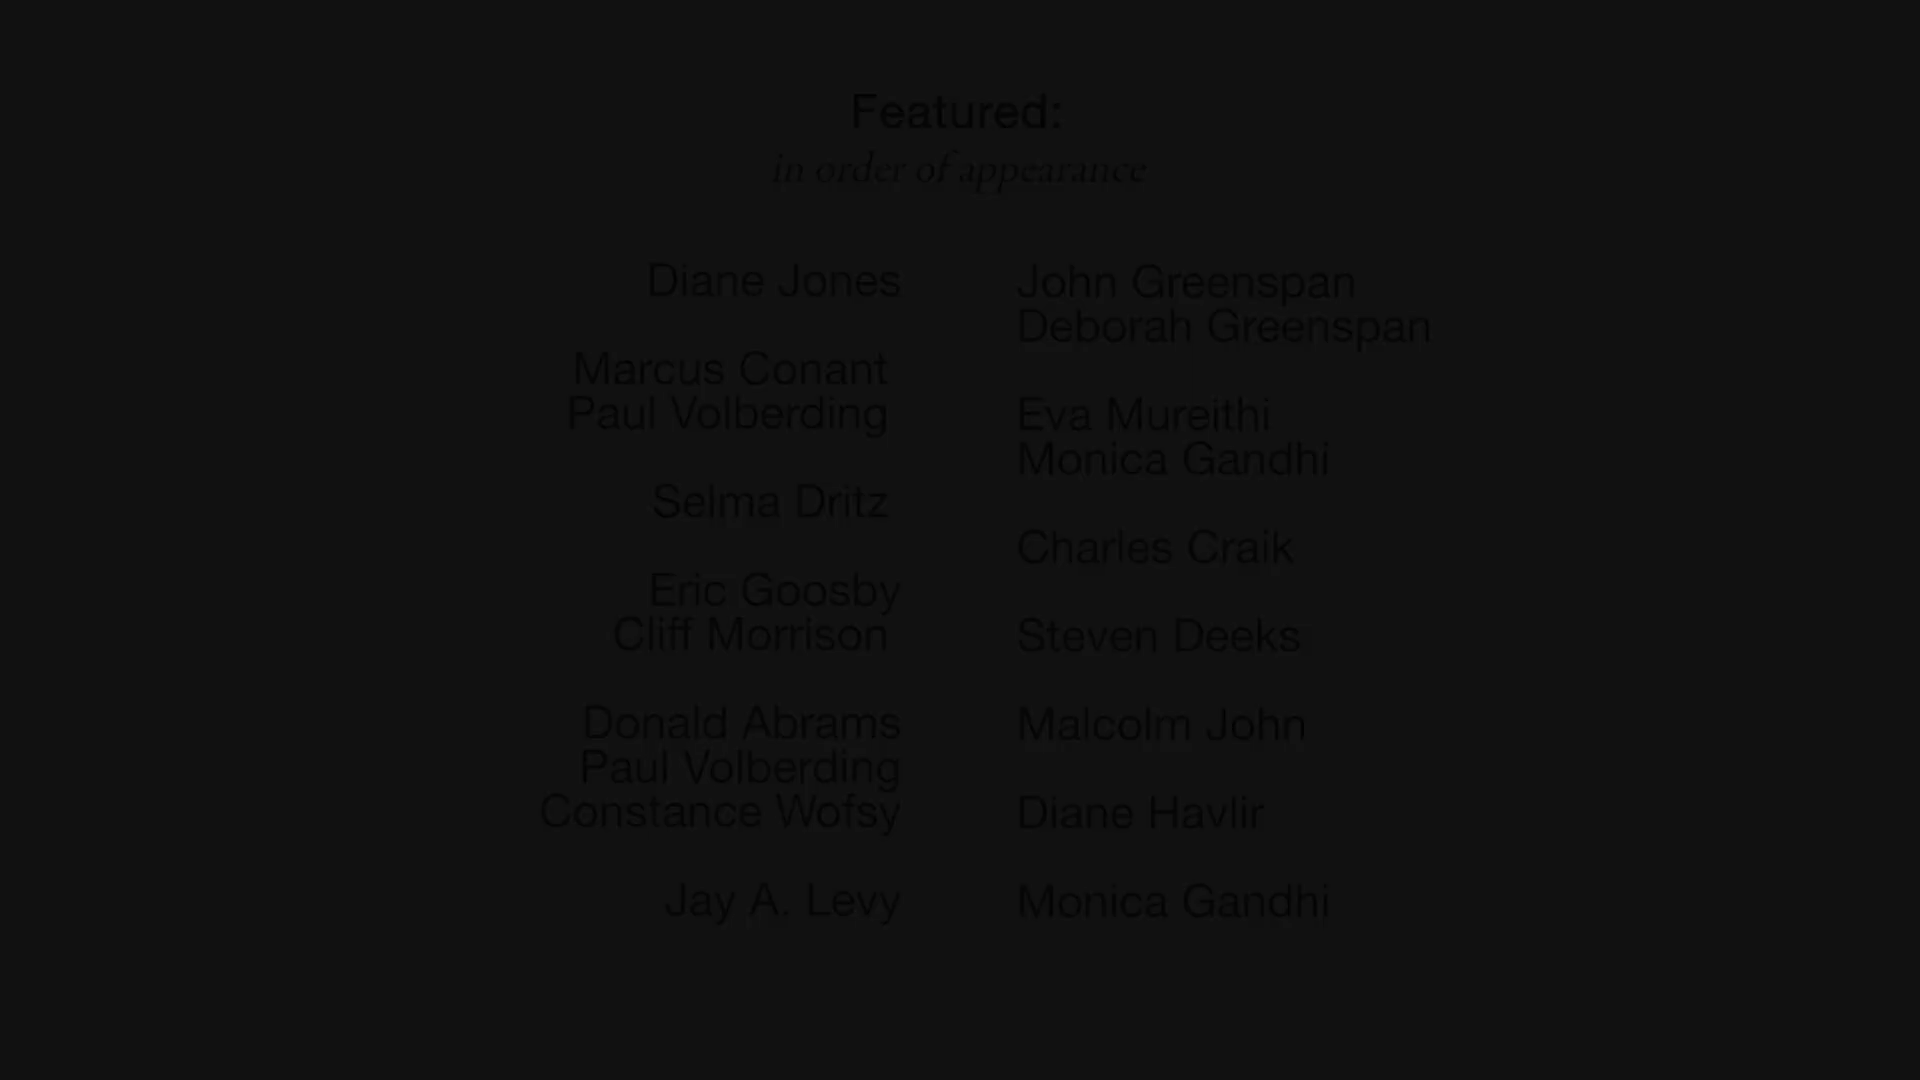 Featured:
in order of appearance
Diane Jones
Marcus Conant
Paul Volberding
Selma Dritz
Eric Goosby
Cliff Morrison
Donald Abrams
Paul Volberding
Constance Wofsy
Jay A. Levy
John Greenspan
Deborah Greenspan
Eva Mureithi
Monica Gandhi
Charles Craik
Steven Deeks
Malcolm John
Diane Havlir
Monica Gandhi